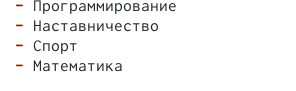 - Программирование
- Наставничество
- Спорт
- Математика